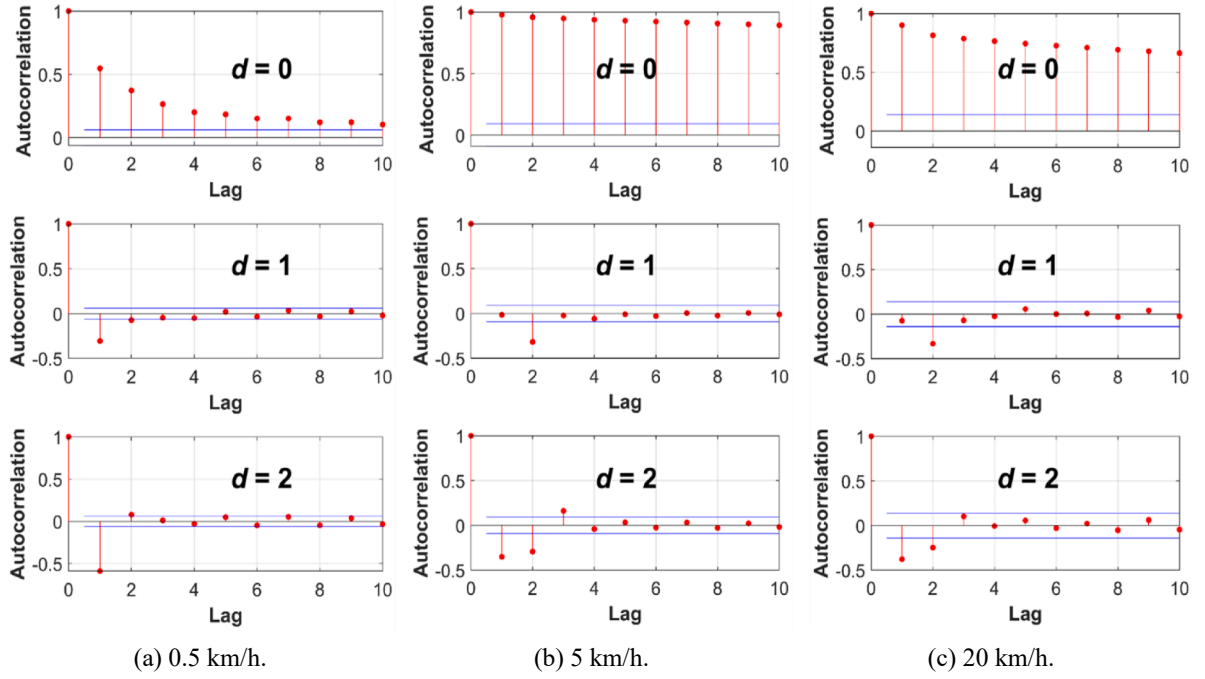 Autocorrelation
1
0.5
0
d = 0
0 2 4 6 8 10
Lag
Autocorrelation
1
0.5
0
d = 0
0 2 4 6 8 10
Lag
Autocorrelation
1
0.5
0
d = 0
0 2 4 6 8 10
Lag
Autocorrelation
1
0.5
0
-0.5
d = 1
0 2 4 6 8 10
Lag
Autocorrelation
1
0.5
0
-0.5
d = 1
0 2 4 6 8 10
Lag
Autocorrelation
1
0.5
0
-0.5
d = 1
0 2 4 6 8 10
Lag
Autocorrelation
1
0.5
0
-0.5
d = 2
0 2 4 6 8 10
Lag
Autocorrelation
1
0.5
0
-0.5
d = 2
0 2 4 6 8 10
Lag
Autocorrelation
1
0.5
0
-0.5
d = 2
0 2 4 6 8 10
Lag
(a) 0.5 km/h.
(b) 5 km/h.
(c) 20 km/h.